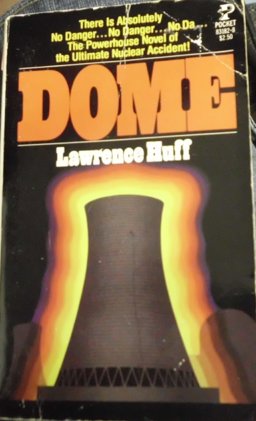 There Is Absolutely
No Danger...No Danger...No Da....
The Powerhouse Novel of
the Ultimate Nuclear Accident!
POCKET
83182-8
$2.50
DOME
Lawrence Huff